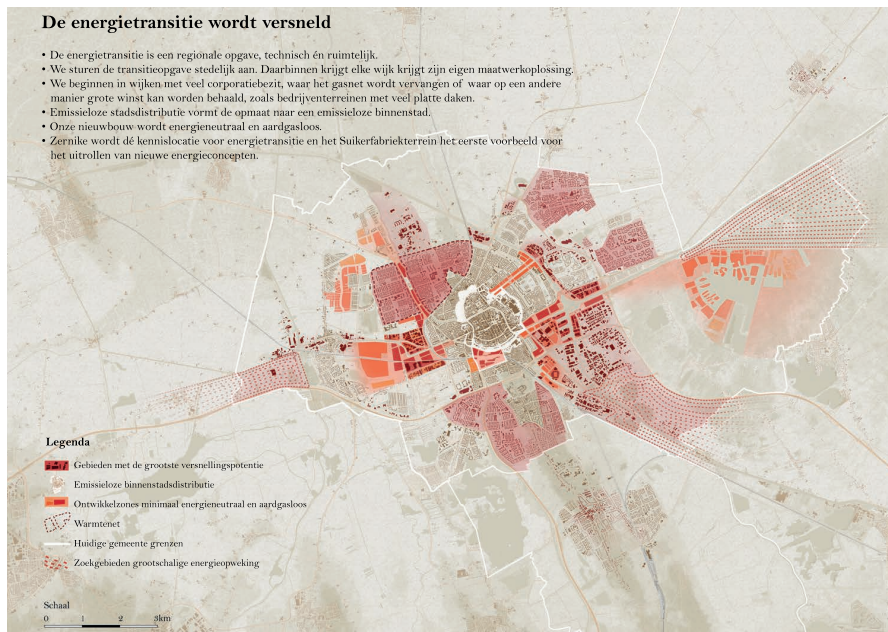 De energietransitie wordt versneld
• De energietransitie is een regionale opgave, technisch én ruimtelijk.
• We sturen de transitieopgave stedelijk aan. Daarbinnen krijgt elke wijk krijgt zijn eigen maatwerkoplossing.
• We beginnen in wijken met veel corporatiebezit, waar het gasnet wordt vervangen of waar op een andere
manier grote winst kan worden behaald, zoals bedrijventerreinen met veel platte daken.
• Emissieloze stadsdistributie vormt de opmaat naar een emissieloze binnenstad.
• Onze nieuwbouw wordt energieneutraal en aardgasloos.
• Zernike wordt dé kennislocatie voor energietransitie en het Suikerfabriekterrein het eerste voorbeeld voor
het uitrollen van nieuwe energieconcepten.
Legenda
Gebieden met de grootste versnellingspotentie
Emissieloze binnenstadsdistributie
Ontwikkelzones minimaal energieneutraal en aardgasloos
Warmtenet
Huidige gemeente grenzen
Zoekgebieden grootschalige energieopweking
Schaal
0 1 2 3km